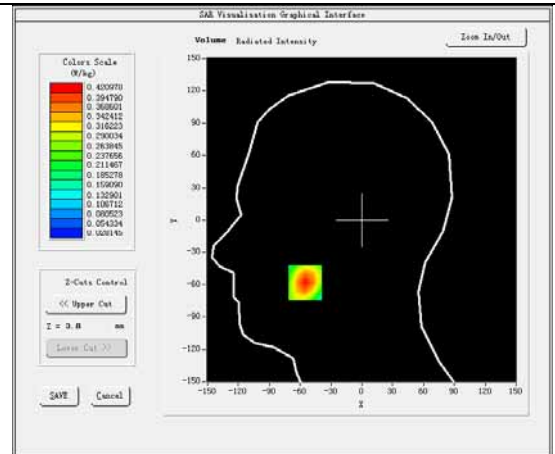 SAR Visualisation Graphical Interface
Volume Radiated Intensity
Zoom In/Out
Colors Scale
(W/kg)
0.420970
0.394790
0.368601
0.342412
0.316223
0.290034
0.263845
0.237656
0.211467
0.185278
0.159090
0.132901
0.106712
0.080523
0.054334
0.028145
Z-Cuts Control
<< Upper Cut
Z = 3.8 mm
Lower Cut >>
SAVE
Cancel
150
120
90
60
30
Y 0
-30
-60
-90
-120
-150
-150 -120 -90 -60 -30 0 30 60 90 120 150
X